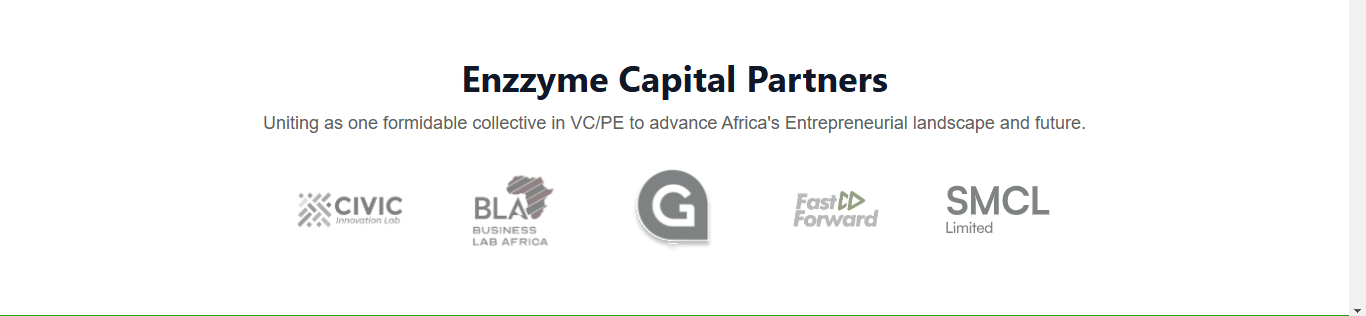 Enzzyme Capital Partners
Uniting as one formidable collective in VC/PE to advance Africa's Entrepreneurial landscape and future.
CIVIC
Innovation Lab
BLA
BUSINESS
LAB AFRICA
G
Fast
Forward
SMCL
Limited